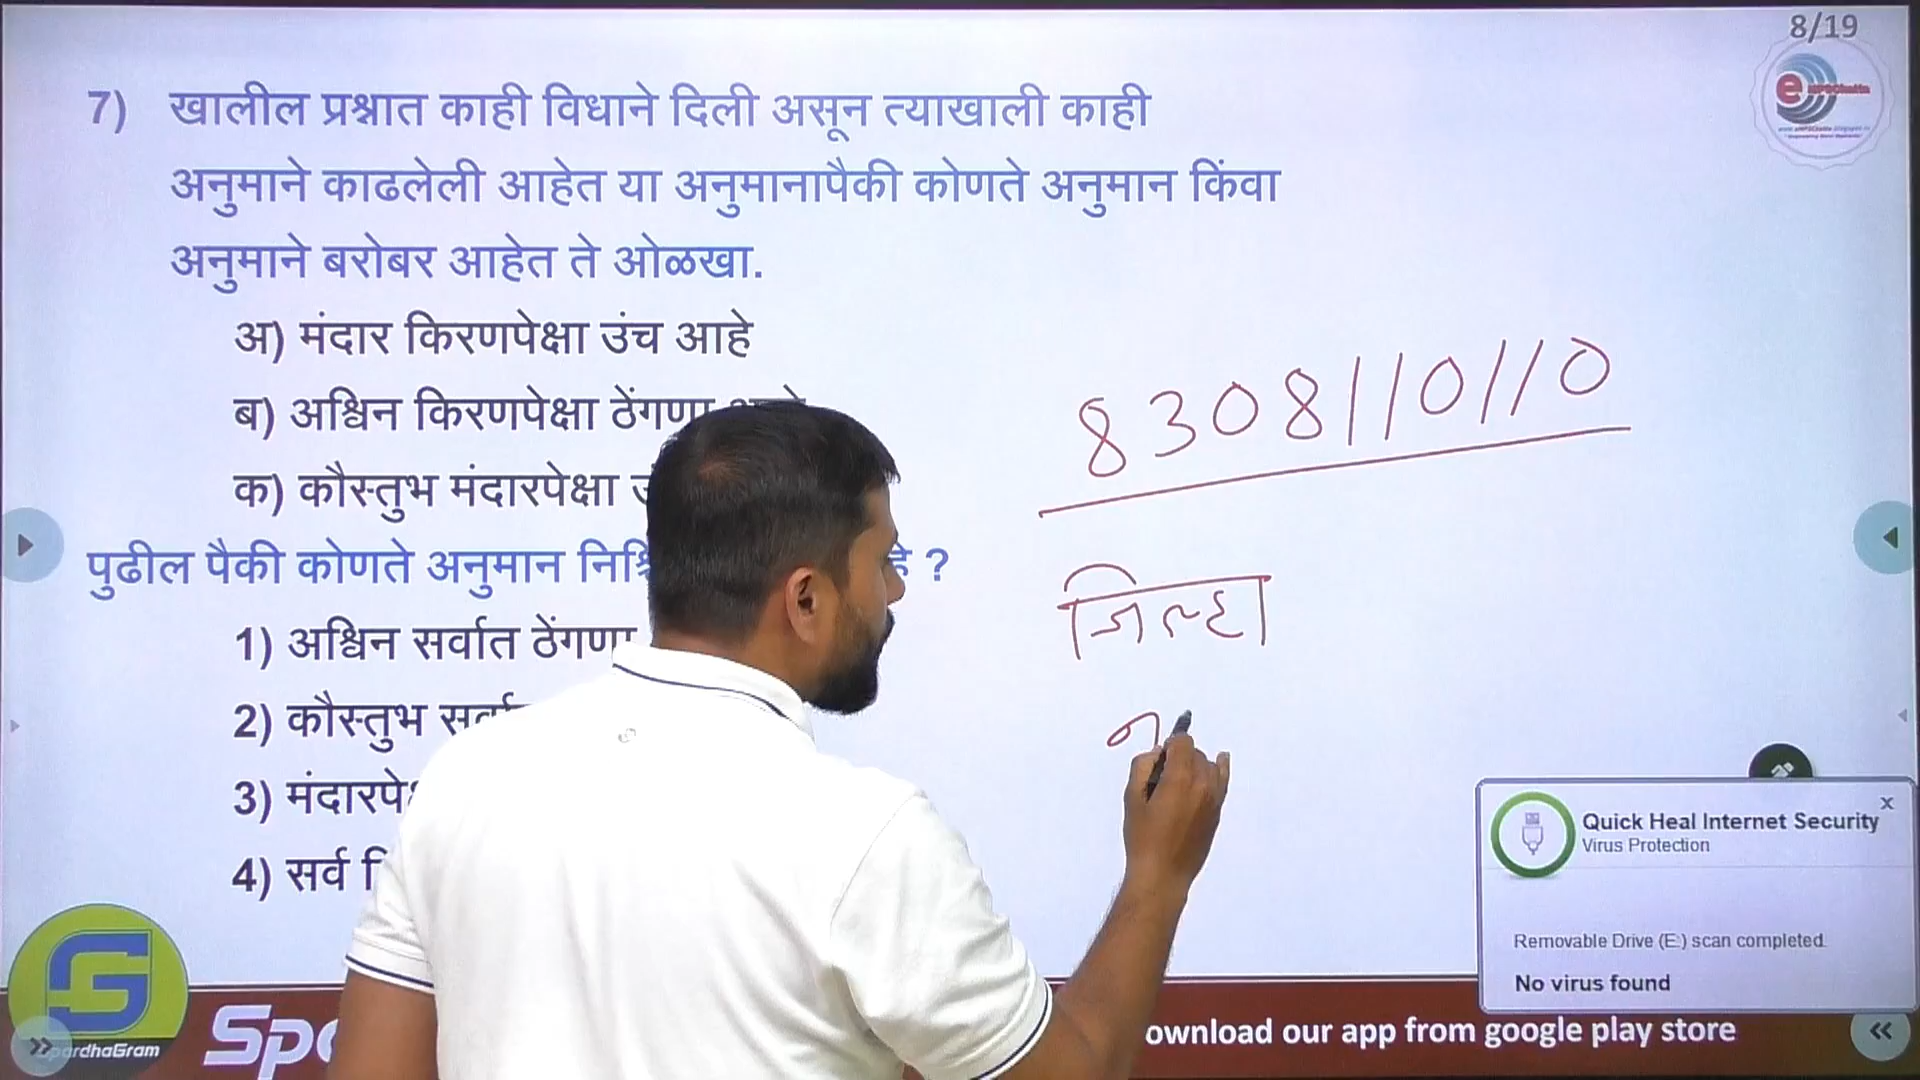 8/19
7) खालील प्रश्नात काही विधाने दिली असून त्याखाली काही
अनुमाने काढलेली आहेत या अनुमानापैकी कोणते अनुमान किंवा
अनुमाने बरोबर आहेत ते ओळखा.
अ) मंदार किरणपेक्षा उंच आहे
ब) अश्विन किरणपेक्षा ठेंगणा
क) कौस्तुभ मंदारपेक्षा
पुढील पैकी कोणते अनुमान ?
1) अश्विन सर्वात ठेंगणा
2) कौस्तुभ
3)
4) सर्व
8308110110
जिल्हा
Quick Heal Internet Security
Virus Protection
x
Removable Drive (E:) scan completed.
No virus found
ownload our app from google play store